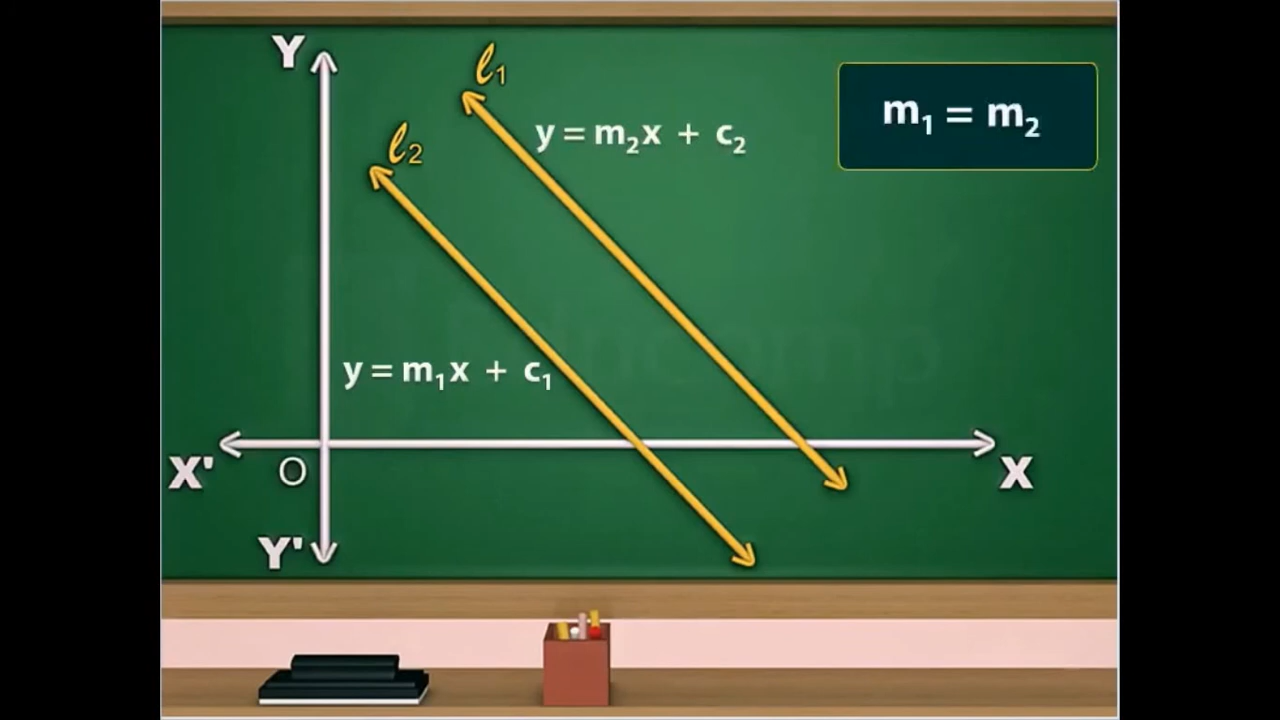 Y
ℓ₁
y = m₂x + c₂
m₁ = m₂
ℓ₂
y = m₁x + c₁
X'
O
X
Y'